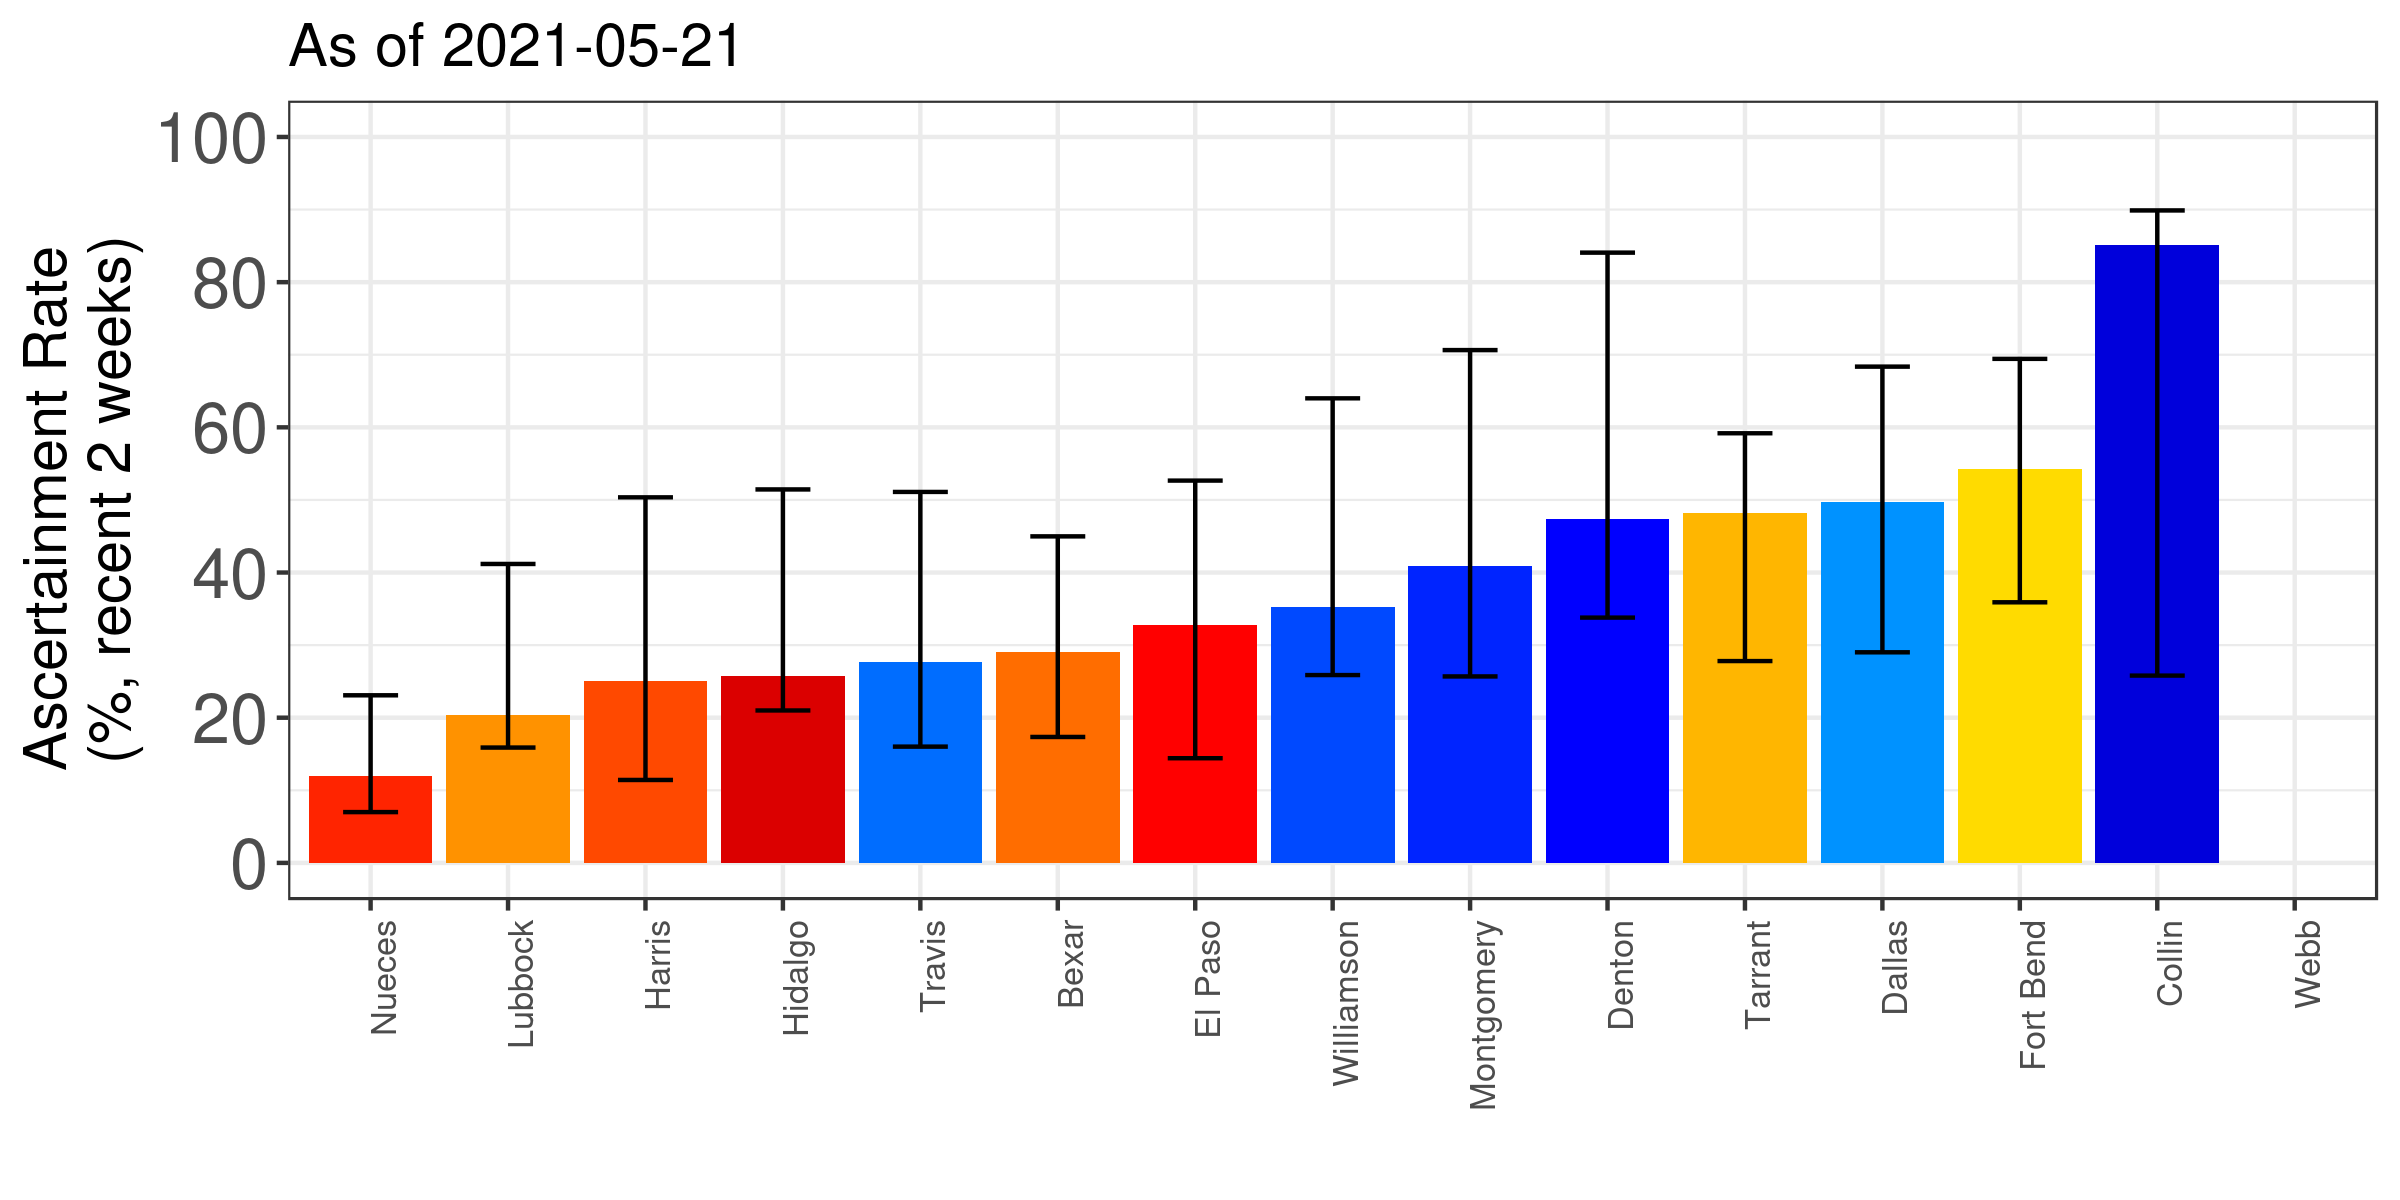 As of 2021-05-21
Ascertainment Rate
(%, recent 2 weeks)
100
80
60
40
20
0
Nueces
Lubbock
Harris
Hidalgo
Travis
Bexar
El Paso
Williamson
Montgomery
Denton
Tarrant
Dallas
Fort Bend
Collin
Webb